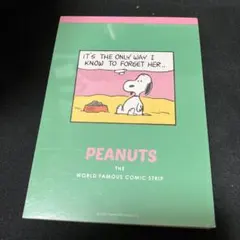 IT'S THE ONLY WAY I
KNOW TO FORGET HER...
PEANUTS
THE
WORLD FAMOUS COMIC STRIP